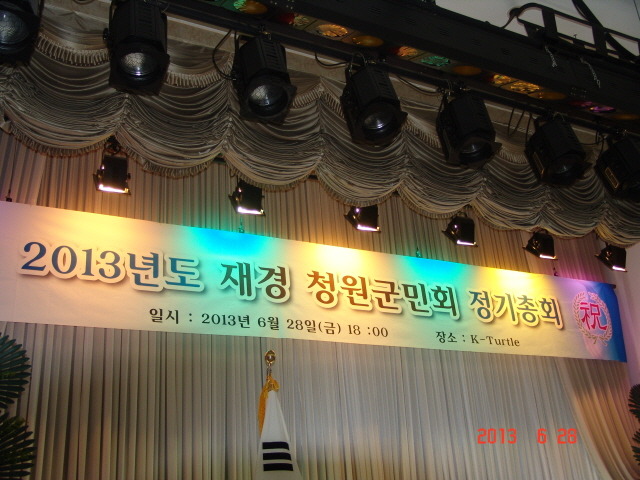 2013년도 재경 청원군민회 정기총회 祝
일시 : 2013년 6월 28일(금) 18 :00 장소 : K-Turtle
2013 6 28